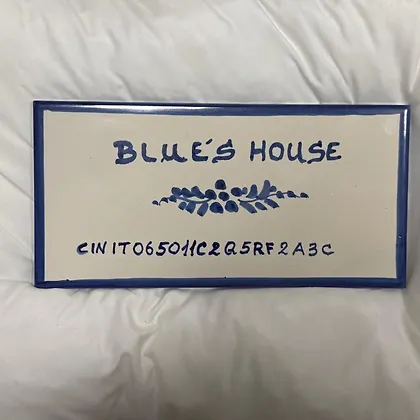 BLUE'S HOUSE
CIN IT065011C2Q5RF2A3C